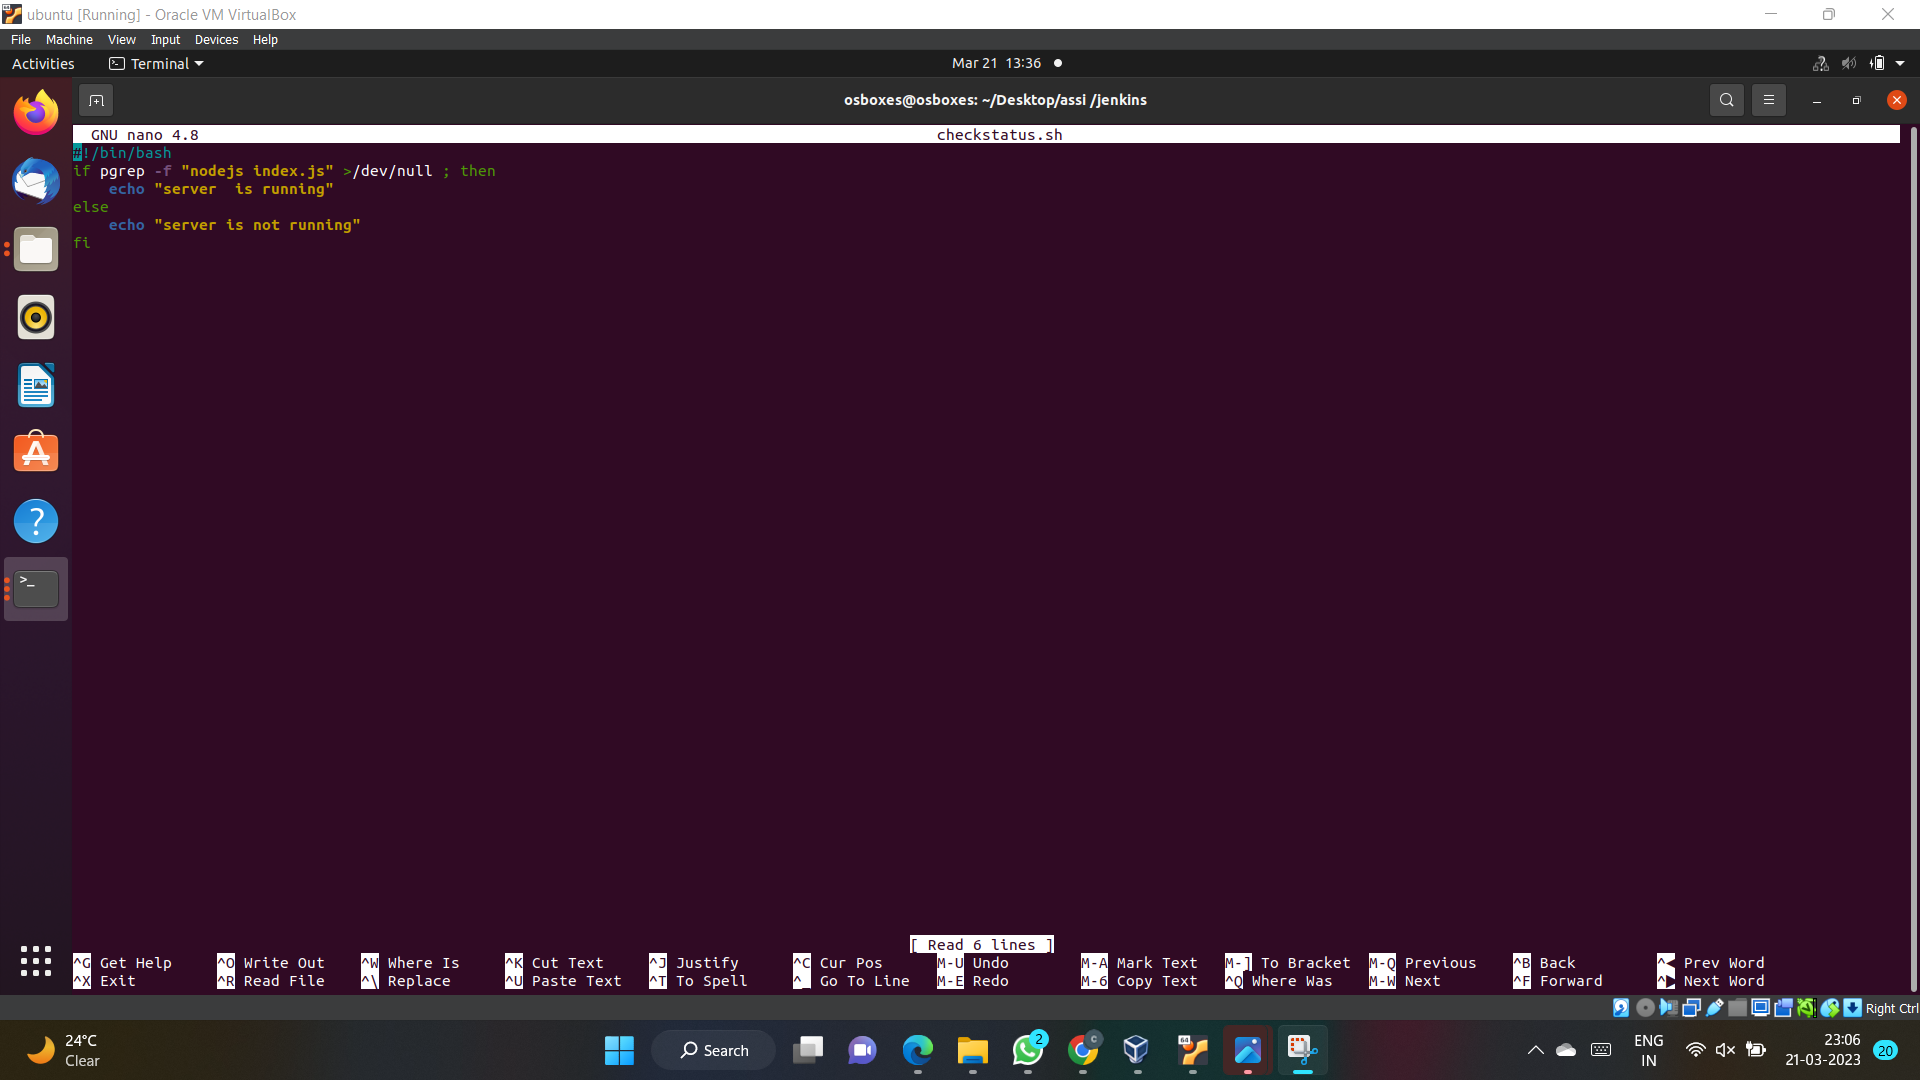 ubuntu [Running] - Oracle VM VirtualBox
File Machine View Input Devices Help
Activities Terminal Mar 21 13:36
osboxes@osboxes: ~/Desktop/assi /jenkins
GNU nano 4.8 checkstatus.sh
#!/bin/bash
if pgrep -f "nodejs index.js" >/dev/null ; then
    echo "server  is running"
else
    echo "server is not running"
fi
[ Read 6 lines ]
^G Get Help ^O Write Out ^W Where Is ^K Cut Text ^J Justify ^C Cur Pos M-U Undo M-A Mark Text M-] To Bracket M-Q Previous ^B Back ^◀ Prev Word
^X Exit ^R Read File ^\ Replace ^U Paste Text ^T To Spell ^_ Go To Line M-E Redo M-6 Copy Text ^Q Where Was M-W Next ^F Forward ^▶ Next Word
Right Ctrl
24°C
Clear
Search
2
C
64
ENG
IN
23:06
21-03-2023
20